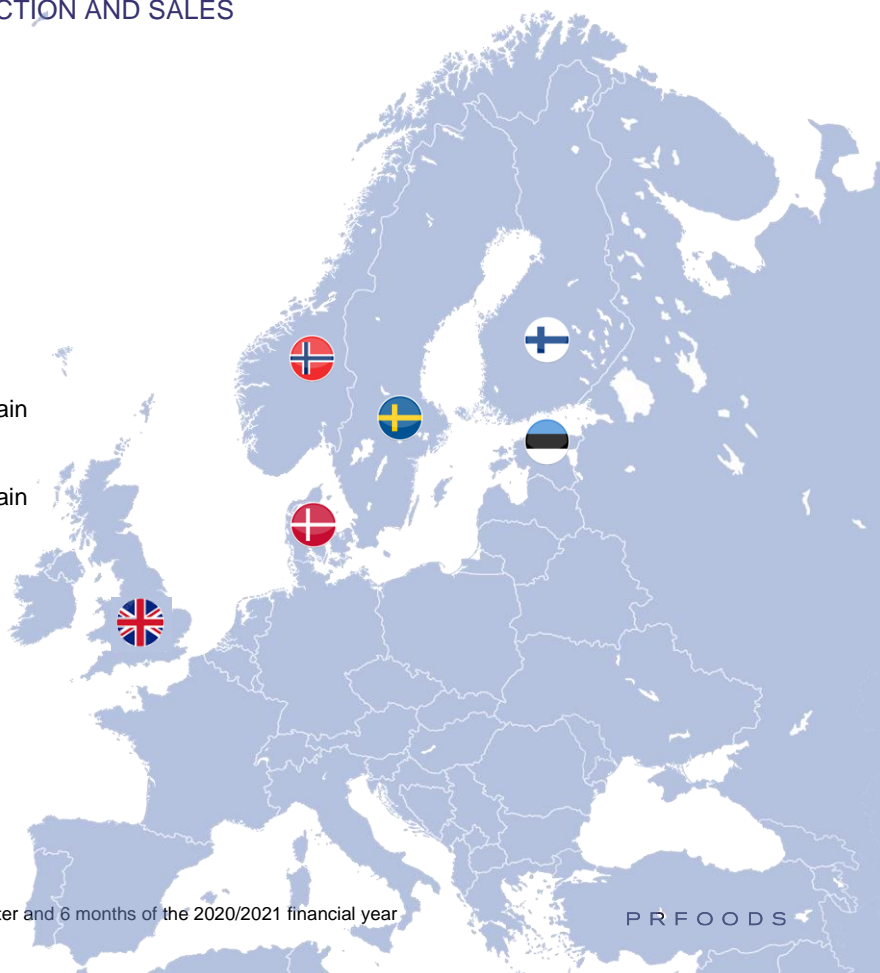 CTION AND SALES
ain
ain
ter and 6 months of the 2020/2021 financial year
PRFOODS